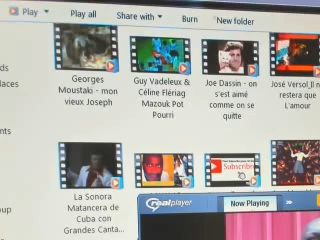 Play Play all Share with Burn New folder
Georges
Moustaki - mon
vieux Joseph
Guy Vadeleux &
Céline Flériag
Mazouk Pot
Pourri
Joe Dassin - on
s'est aimé
comme on se
quitte
José Versol_Il n
restera que
L'amour
ds
laces
nts
oup
La Sonora
Matancera de
Cuba con
Grandes Canta...
Subscribe
realplayer
Now Playing